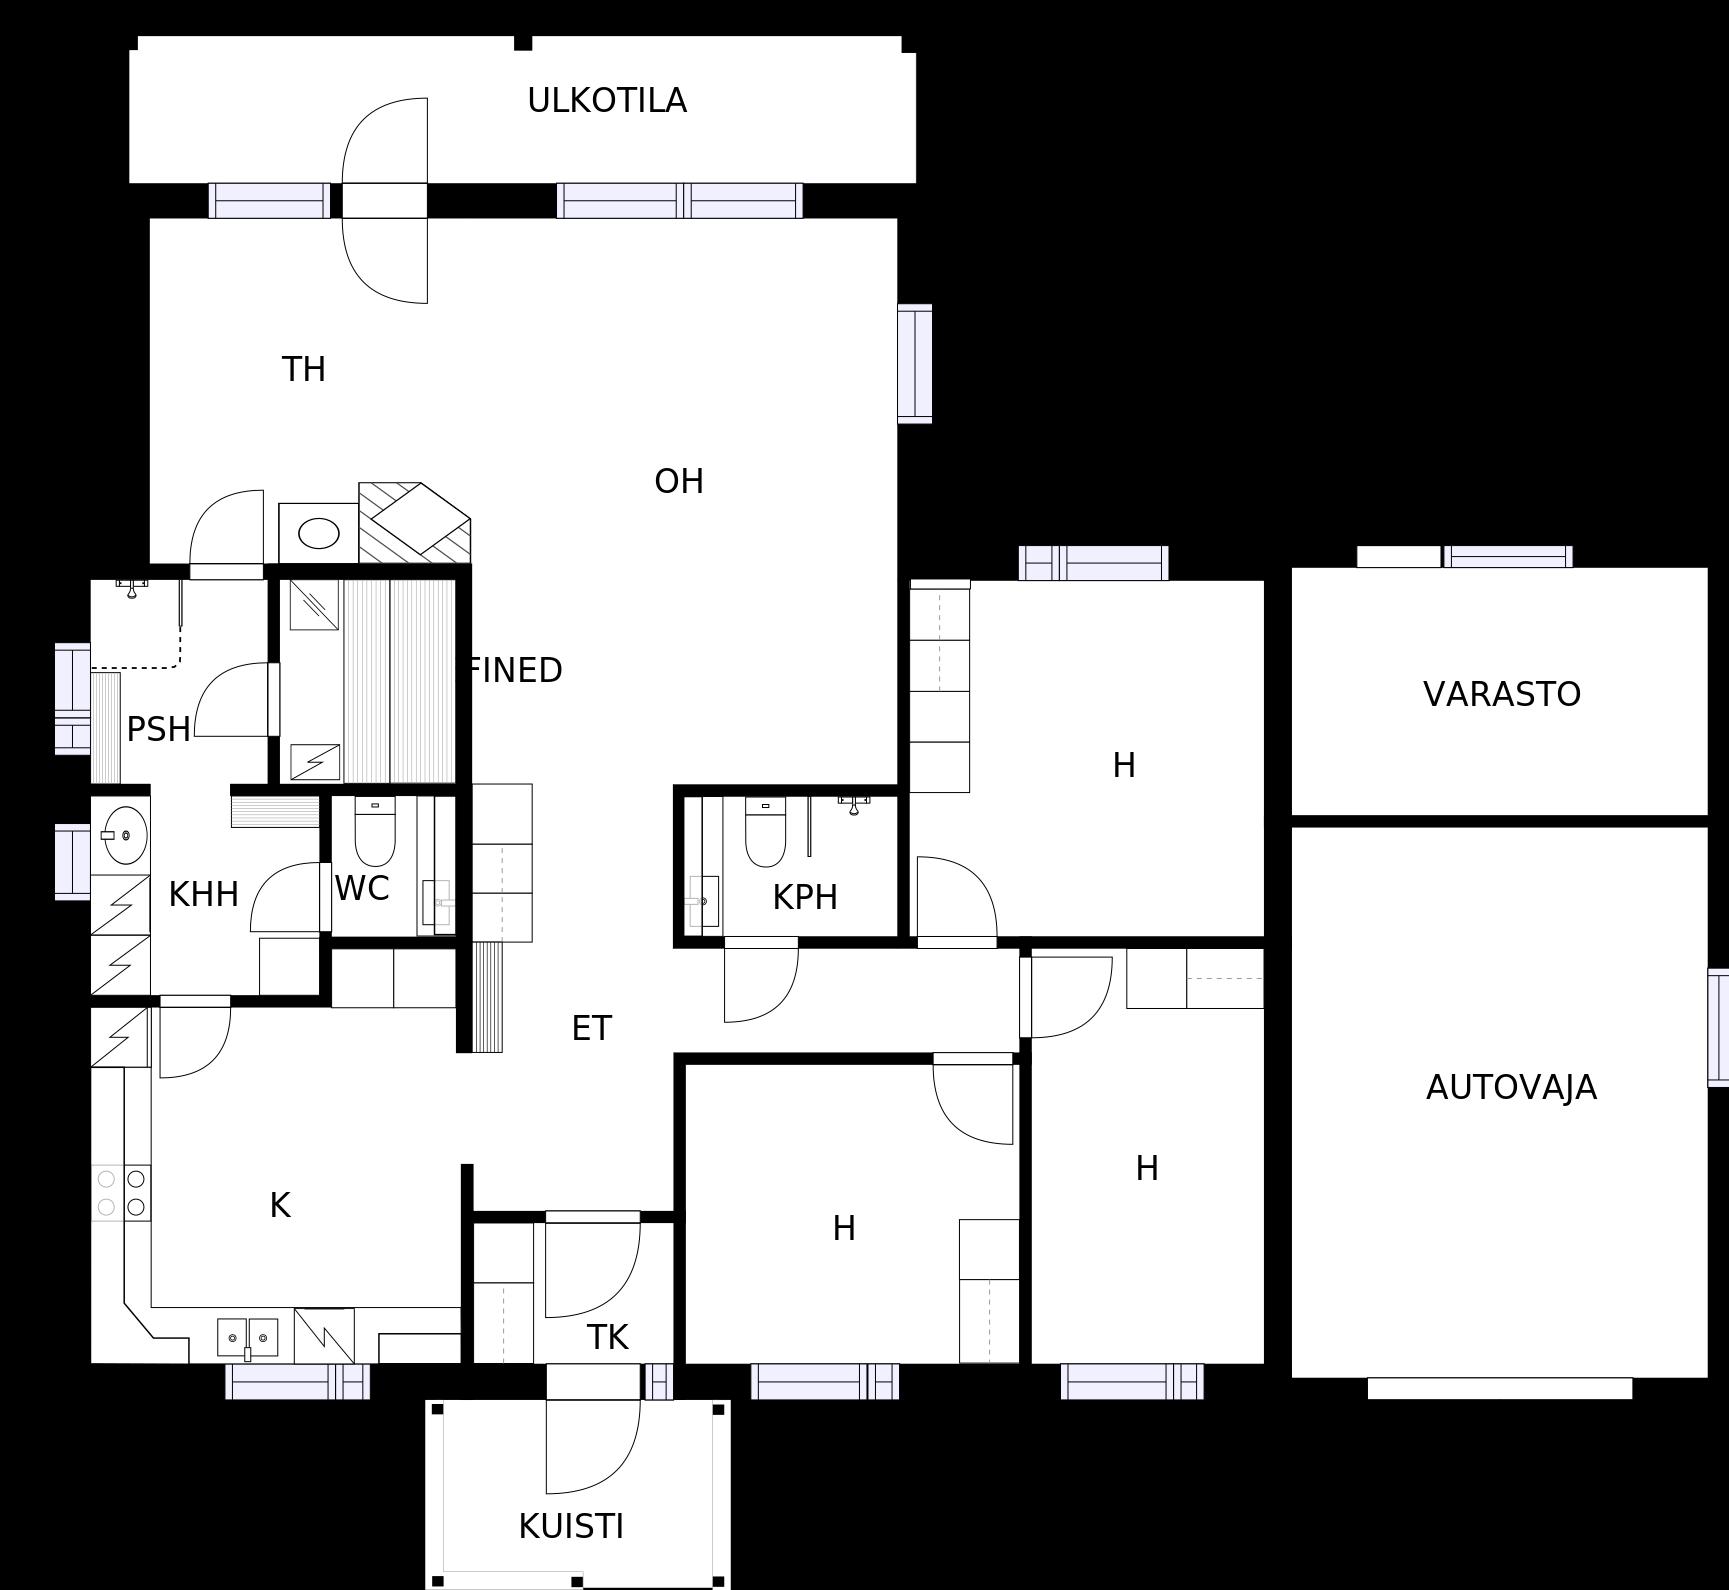 ULKOTILA
TH
OH
FINED
PSH
VARASTO
H
KHH
WC
KPH
ET
AUTOVAJA
H
K
H
TK
KUISTI